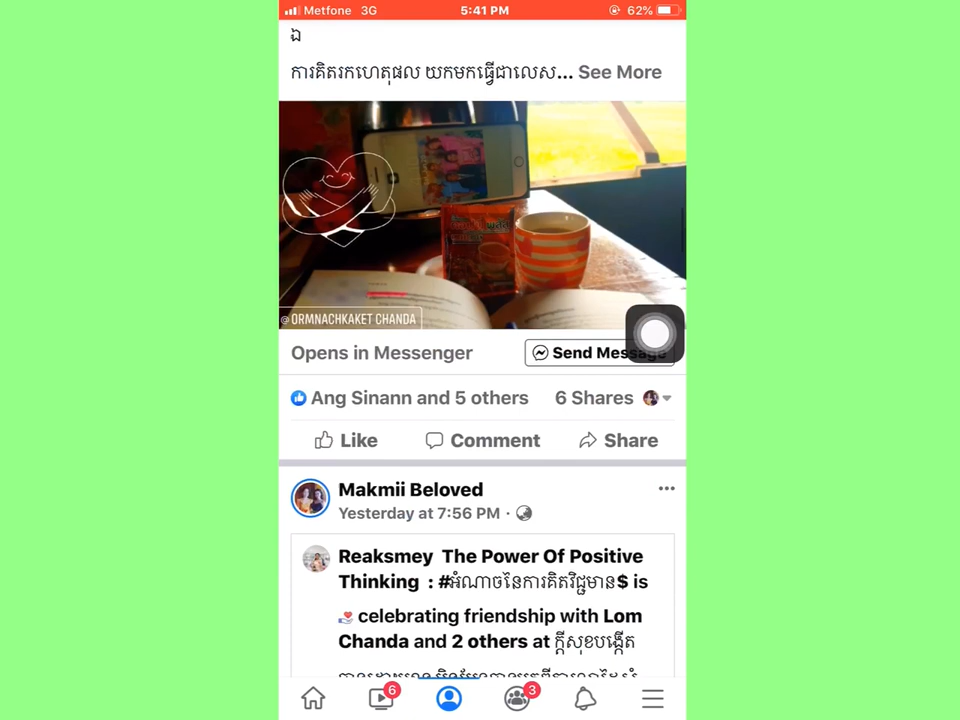 Metfone 3G 5:41 PM 62%
ឯ
ការគិតរកហេតុផល យកមកធ្វើជាលេស... See More
@ ORMNACHKAKET CHANDA
Opens in Messenger Send Message
Ang Sinann and 5 others 6 Shares
Like Comment Share
Makmii Beloved
Yesterday at 7:56 PM ·
Reaksmey The Power Of Positive
Thinking : #អំណាចនៃការគិតវិជ្ជមាន$ is
celebrating friendship with Lom
Chanda and 2 others at ក្ដីសុខបង្កើត
6 3